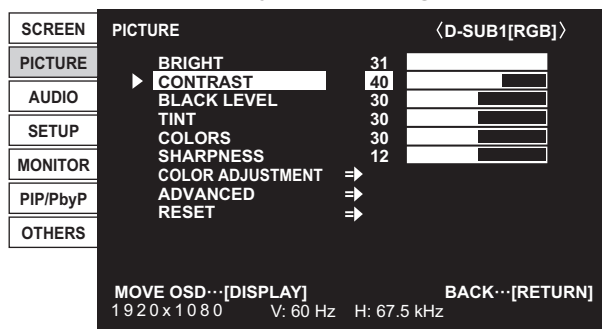 SCREEN
PICTURE
AUDIO
SETUP
MONITOR
PIP/PbyP
OTHERS
PICTURE 〈D-SUB1[RGB]〉
BRIGHT 31
CONTRAST 40
BLACK LEVEL 30
TINT 30
COLORS 30
SHARPNESS 12
COLOR ADJUSTMENT
ADVANCED
RESET
MOVE OSD···[DISPLAY] BACK···[RETURN]
1920x1080 V: 60 Hz H: 67.5 kHz